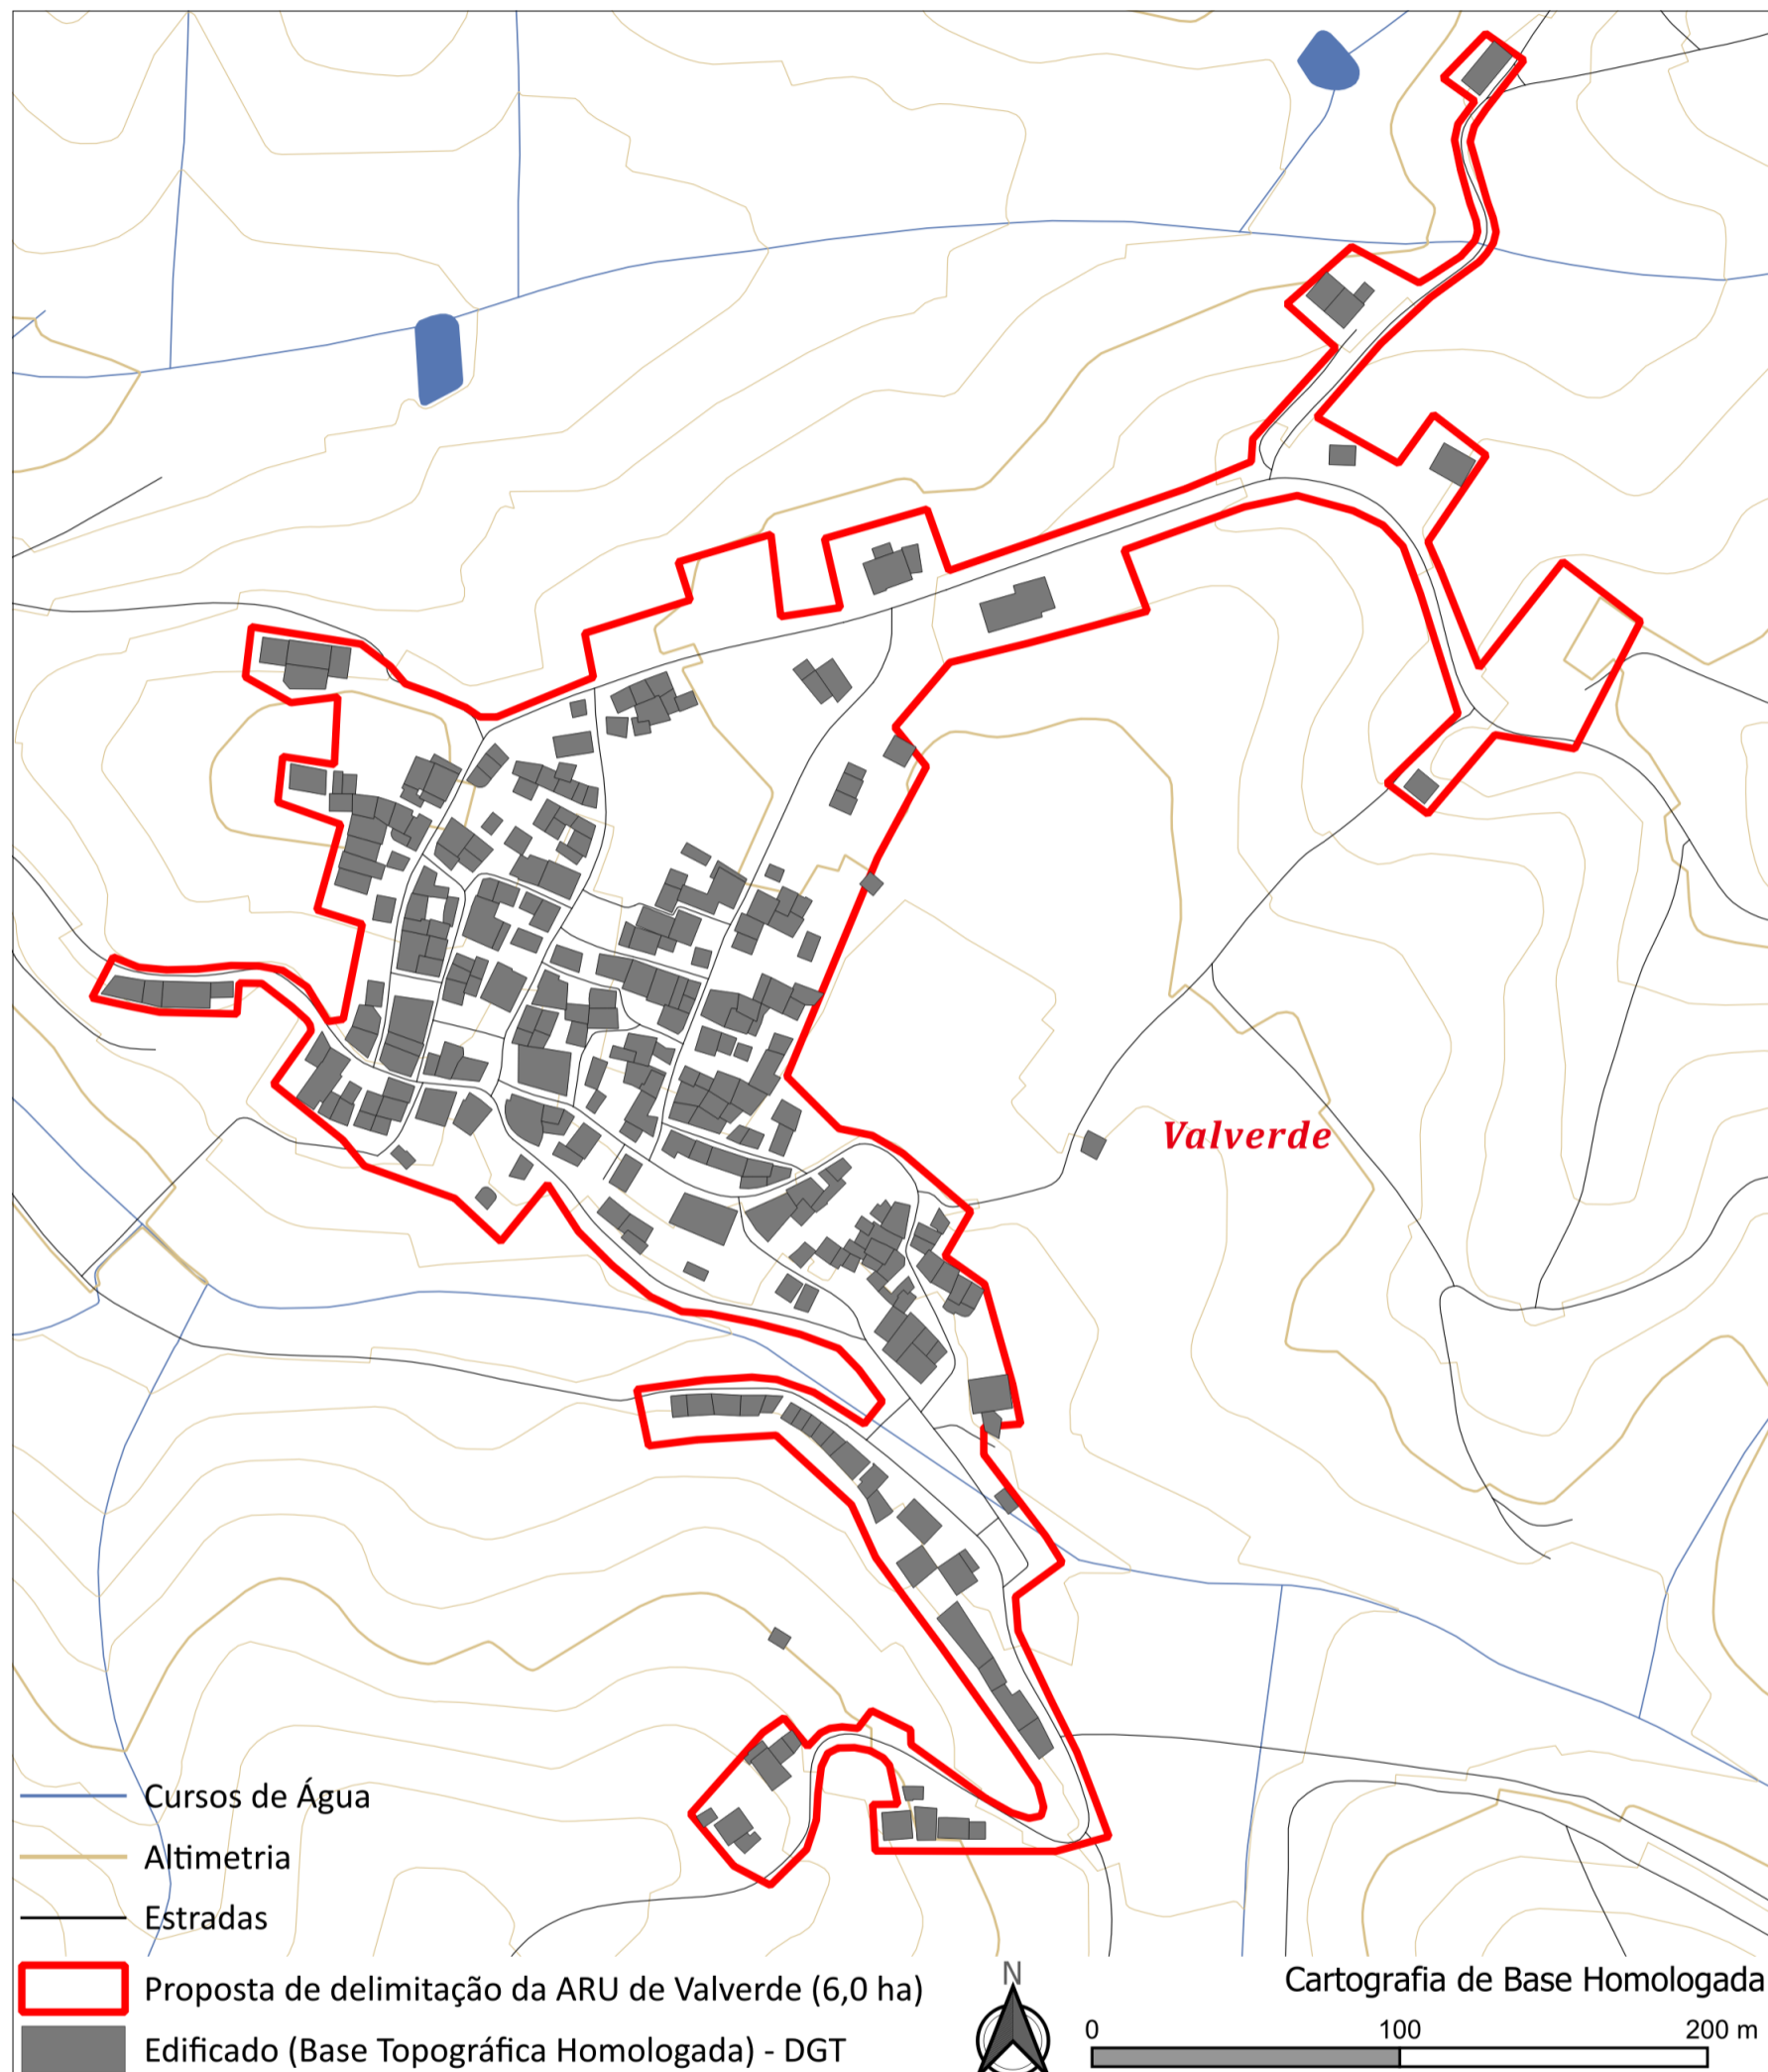 Valverde
Cursos de Água
Altimetria
Estradas
Proposta de delimitação da ARU de Valverde (6,0 ha)
Edificado (Base Topográfica Homologada) - DGT
N
Cartografia de Base Homologada
0 100 200 m